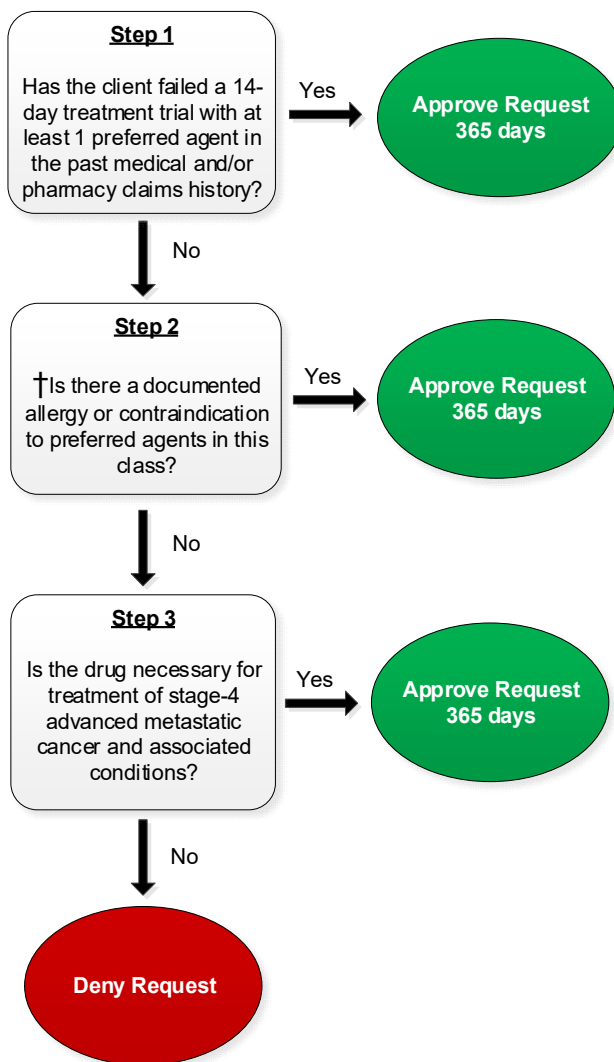 Step 1
Has the client failed a 14-
day treatment trial with at
least 1 preferred agent in
the past medical and/or
pharmacy claims history?
Yes
Approve Request
365 days
No
Step 2
†Is there a documented
allergy or contraindication
to preferred agents in this
class?
Yes
Approve Request
365 days
No
Step 3
Is the drug necessary for
treatment of stage-4
advanced metastatic
cancer and associated
conditions?
Yes
Approve Request
365 days
No
Deny Request